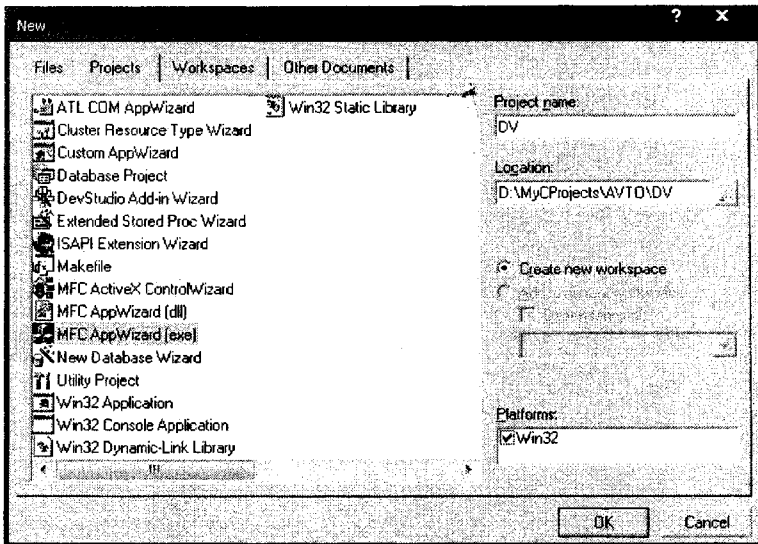 New
? X
Files Projects Workspaces Other Documents
ATL COM AppWizard
Cluster Resource Type Wizard
Custom AppWizard
Database Project
DevStudio Add-in Wizard
Extended Stored Proc Wizard
ISAPI Extension Wizard
Makefile
MFC ActiveX ControlWizard
MFC AppWizard (dll)
MFC AppWizard (exe)
New Database Wizard
Utility Project
Win32 Application
Win32 Console Application
Win32 Dynamic-Link Library
Win32 Static Library
Project name:
DV
Location:
D:\MyCProjects\AVTO\DV
...
Create new workspace
Platforms:
Win32
OK Cancel